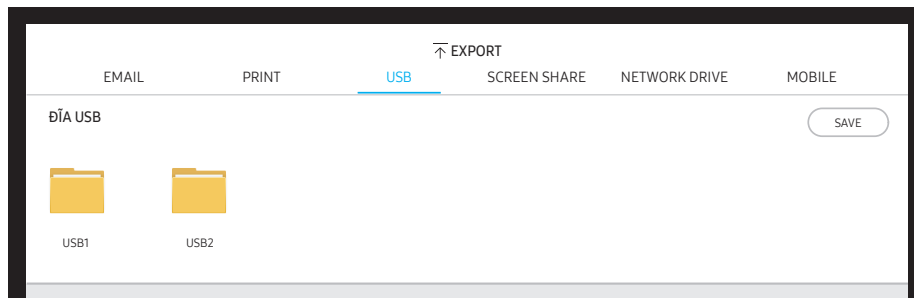 EXPORT
EMAIL PRINT USB SCREEN SHARE NETWORK DRIVE MOBILE
ĐĨA USB SAVE
USB1 USB2